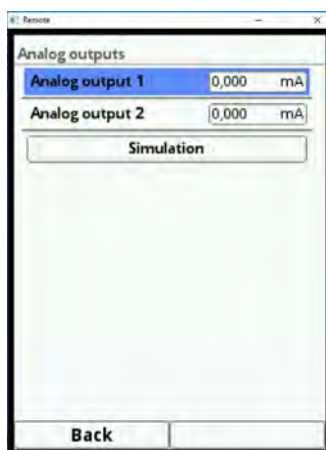 Remote
Analog outputs
Analog output 1 0,000 mA
Analog output 2 0,000 mA
Simulation
Back